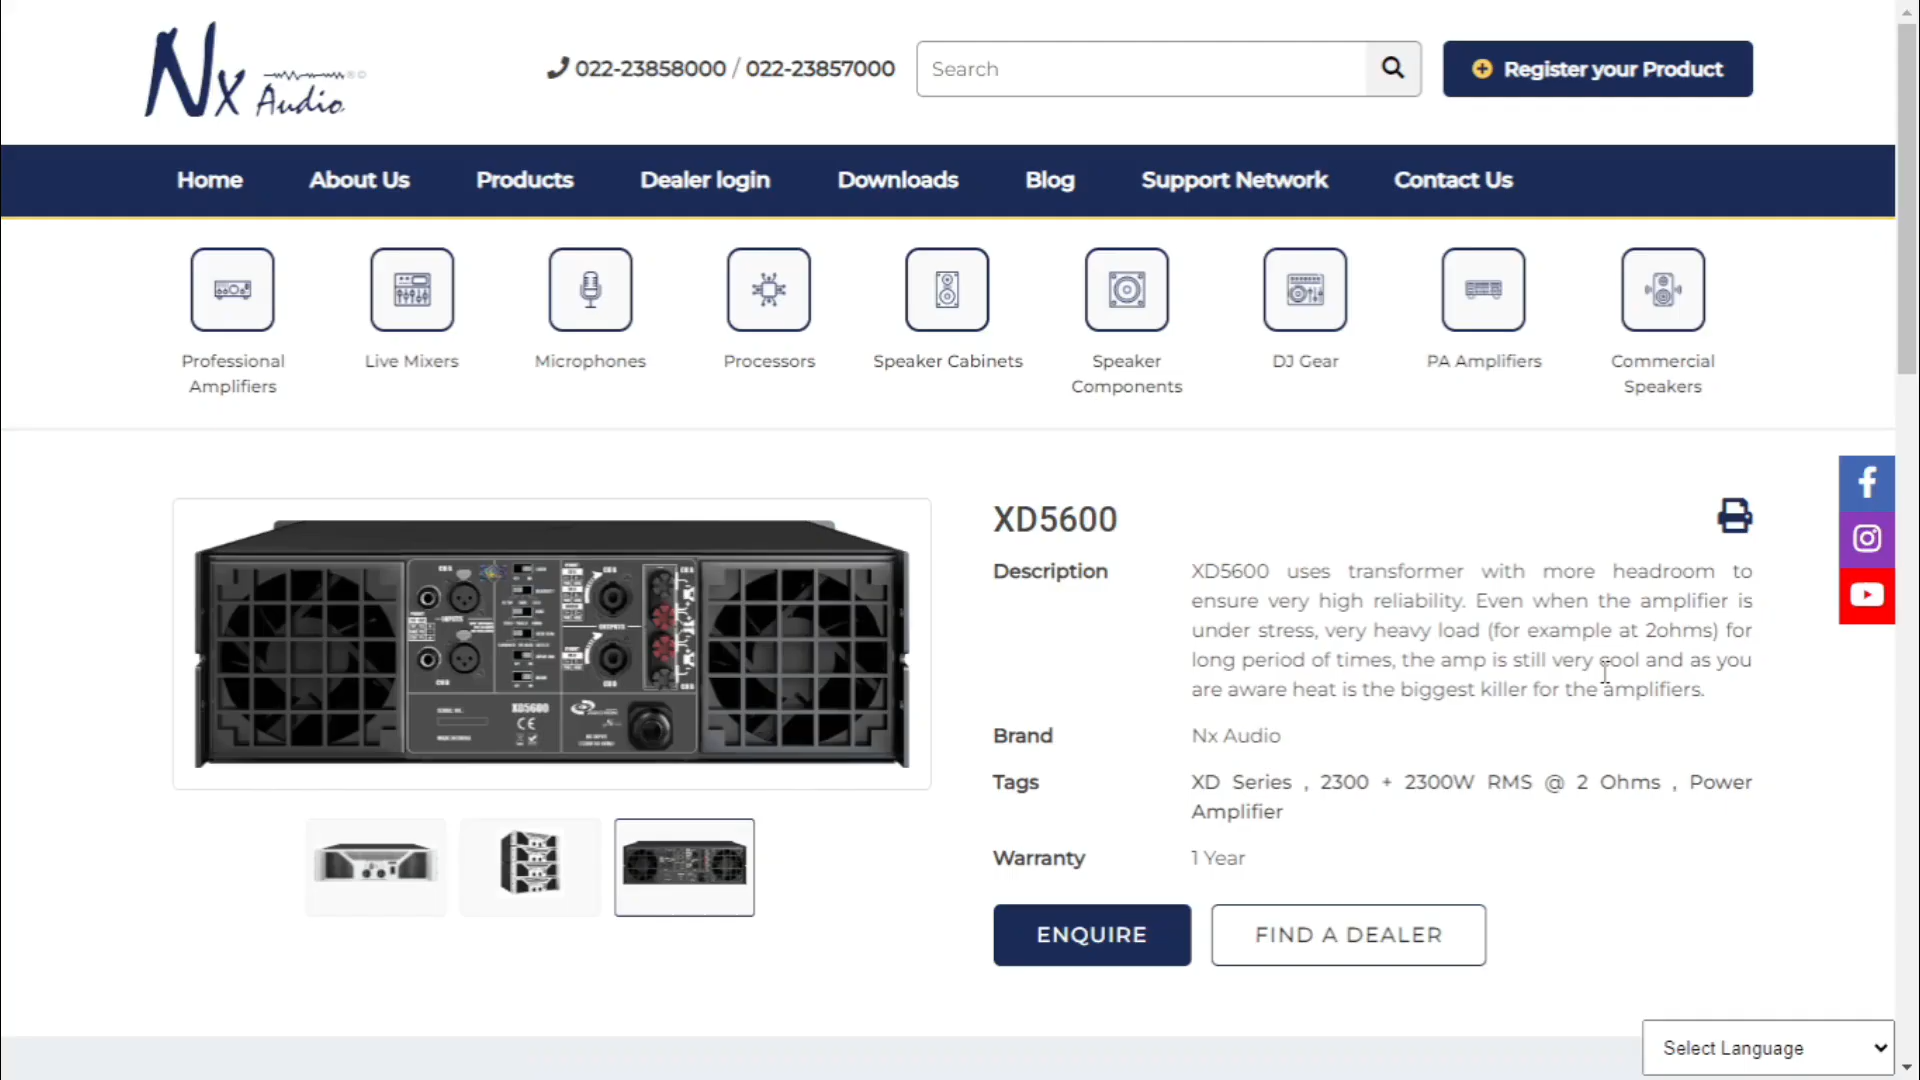 Nx Audio
022-23858000 / 022-23857000
Search
Register your Product
Home About Us Products Dealer login Downloads Blog Support Network Contact Us
Professional Amplifiers
Live Mixers
Microphones
Processors
Speaker Cabinets
Speaker Components
DJ Gear
PA Amplifiers
Commercial Speakers
XD5600
Description
XD5600 uses transformer with more headroom to
ensure very high reliability. Even when the amplifier is
under stress, very heavy load (for example at 2ohms) for
long period of times, the amp is still very cool and as you
are aware heat is the biggest killer for the amplifiers.
Brand Nx Audio
Tags XD Series , 2300 + 2300W RMS @ 2 Ohms , Power
Amplifier
Warranty 1 Year
ENQUIRE
FIND A DEALER
INPUTS
OUTPUTS
XD5600
CE
Select Language